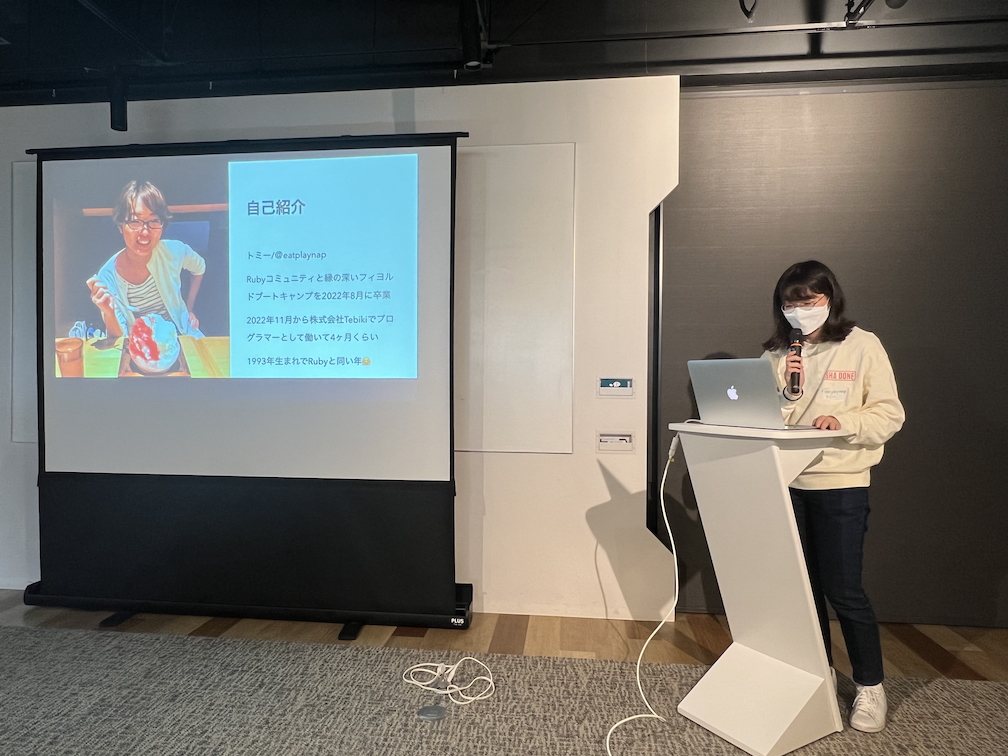 自己紹介
トミー/@eatplaynap
Rubyコミュニティと縁の深いフィヨル
ドブートキャンプを2022年8月に卒業
2022年11月から株式会社Tebikiでプロ
グラマーとして働いて4ヶ月くらい
1993年生まれでRubyと同い年😊
PLUS